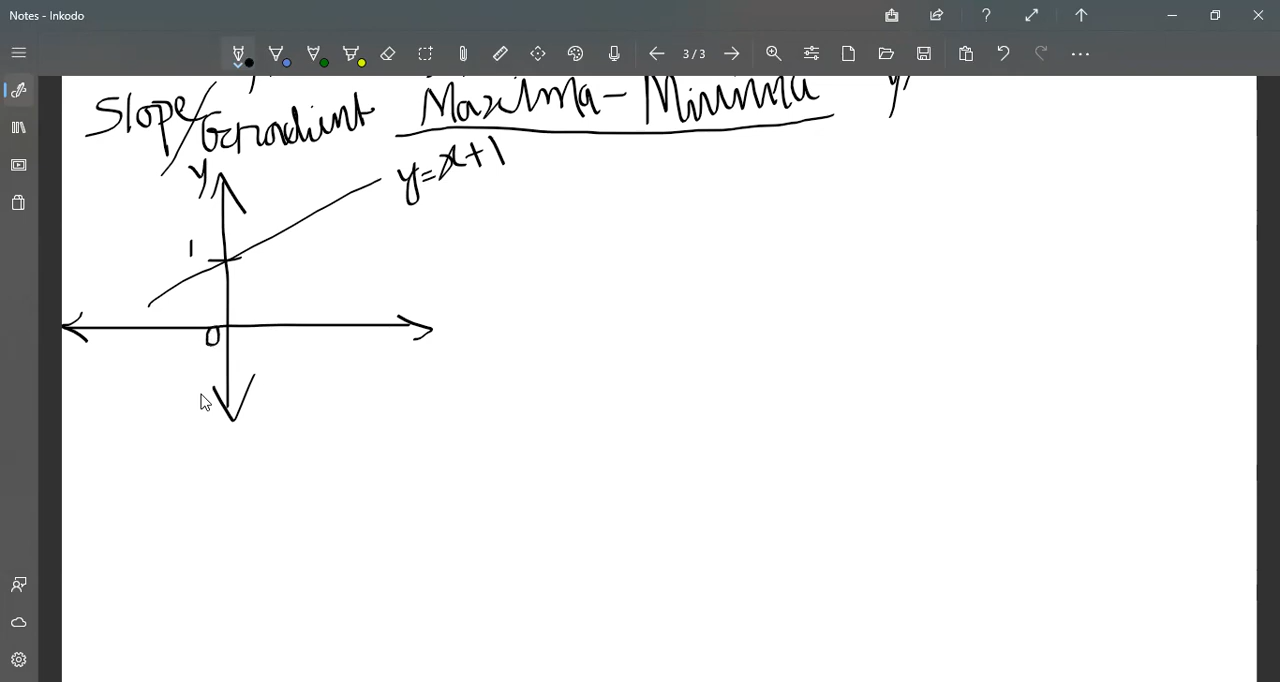 Notes - Inkodo
3 / 3
Slope/Gradient Maxima - Minima
y
y=x+1
1
0